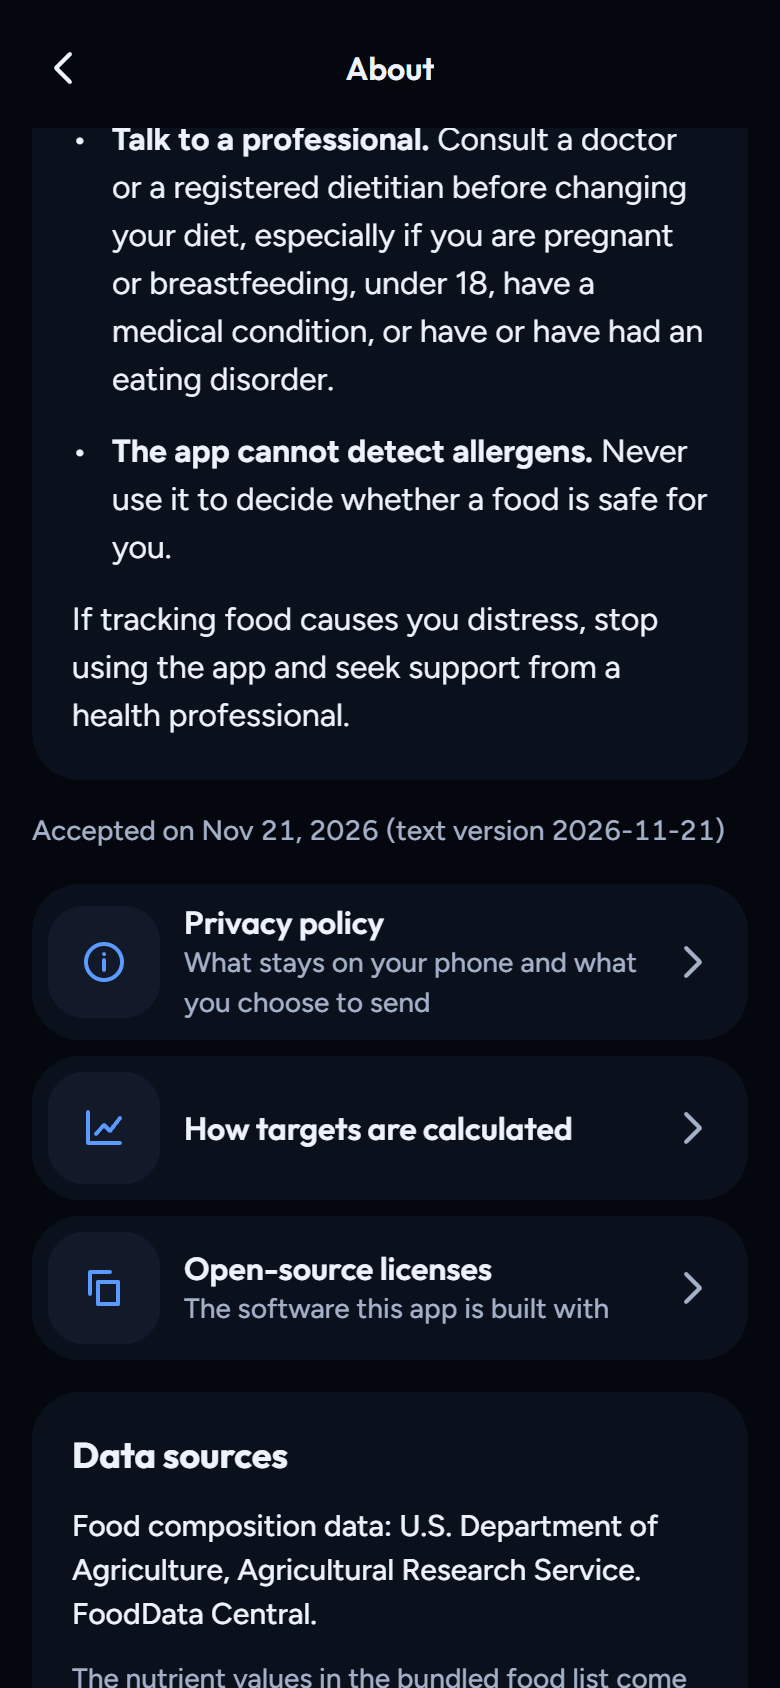 About
• Talk to a professional. Consult a doctor
or a registered dietitian before changing
your diet, especially if you are pregnant
or breastfeeding, under 18, have a
medical condition, or have or have had an
eating disorder.
• The app cannot detect allergens. Never
use it to decide whether a food is safe for
you.
If tracking food causes you distress, stop
using the app and seek support from a
health professional.
Accepted on Nov 21, 2026 (text version 2026-11-21)
Privacy policy
What stays on your phone and what
you choose to send
How targets are calculated
Open-source licenses
The software this app is built with
Data sources
Food composition data: U.S. Department of
Agriculture, Agricultural Research Service.
FoodData Central.
The nutrient values in the bundled food list come